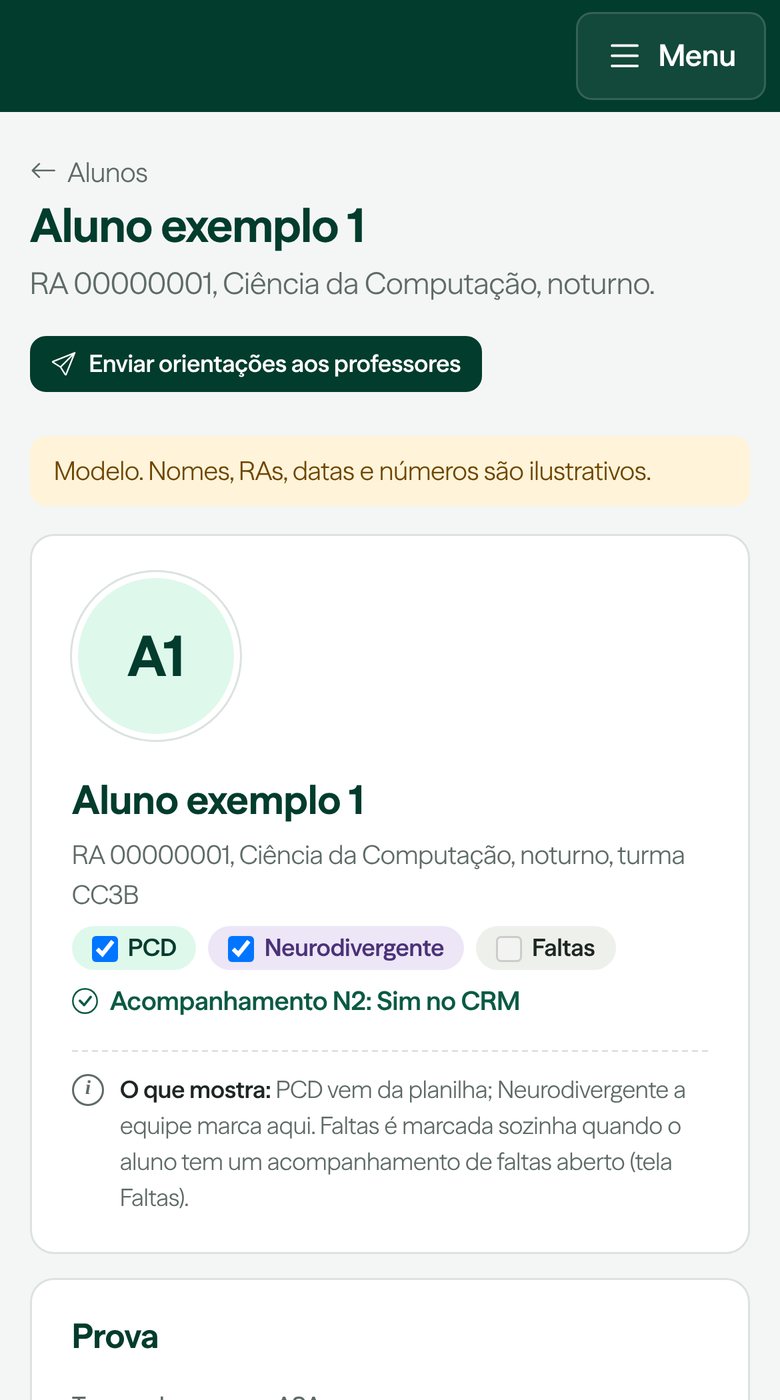 Menu
← Alunos
Aluno exemplo 1
RA 00000001, Ciência da Computação, noturno.
Enviar orientações aos professores
Modelo. Nomes, RAs, datas e números são ilustrativos.
A1
Aluno exemplo 1
RA 00000001, Ciência da Computação, noturno, turma
CC3B
PCD Neurodivergente Faltas
Acompanhamento N2: Sim no CRM
O que mostra: PCD vem da planilha; Neurodivergente a
equipe marca aqui. Faltas é marcada sozinha quando o
aluno tem um acompanhamento de faltas aberto (tela
Faltas).
Prova